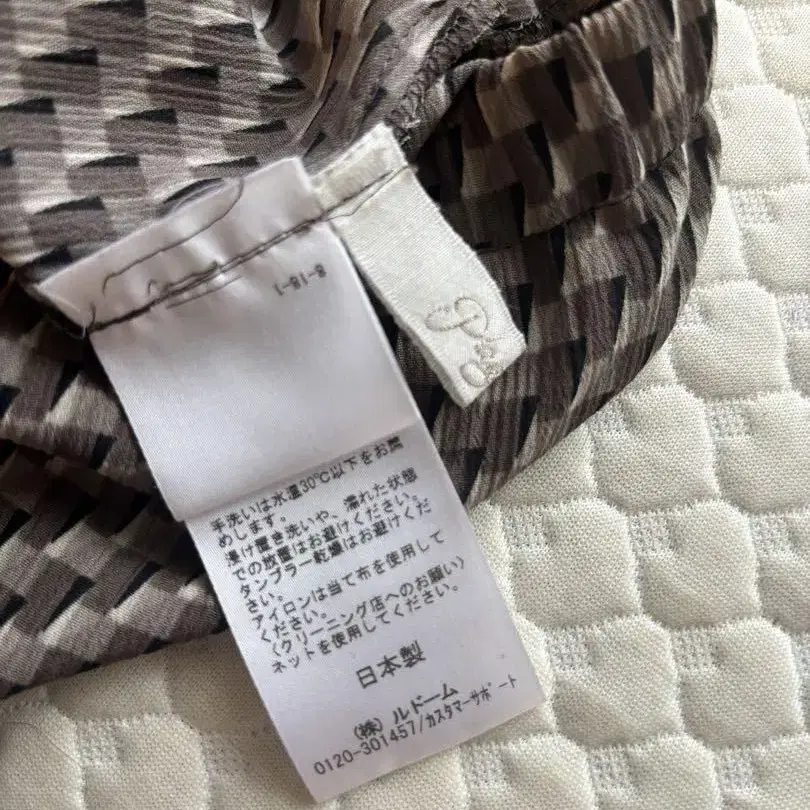 8-18-1
手洗いは水温30℃以下をお薦
めします。
浸け置き洗いや、濡れた状態
での放置はお避けください。
タンブラー乾燥はお避けくだ
さい。
アイロンは当て布を使用して
ください。
〈クリーニング店へのお願い〉
ネットを使用してください。
日本製
(株) ルドーム
0120-301457/カスタマーサポート